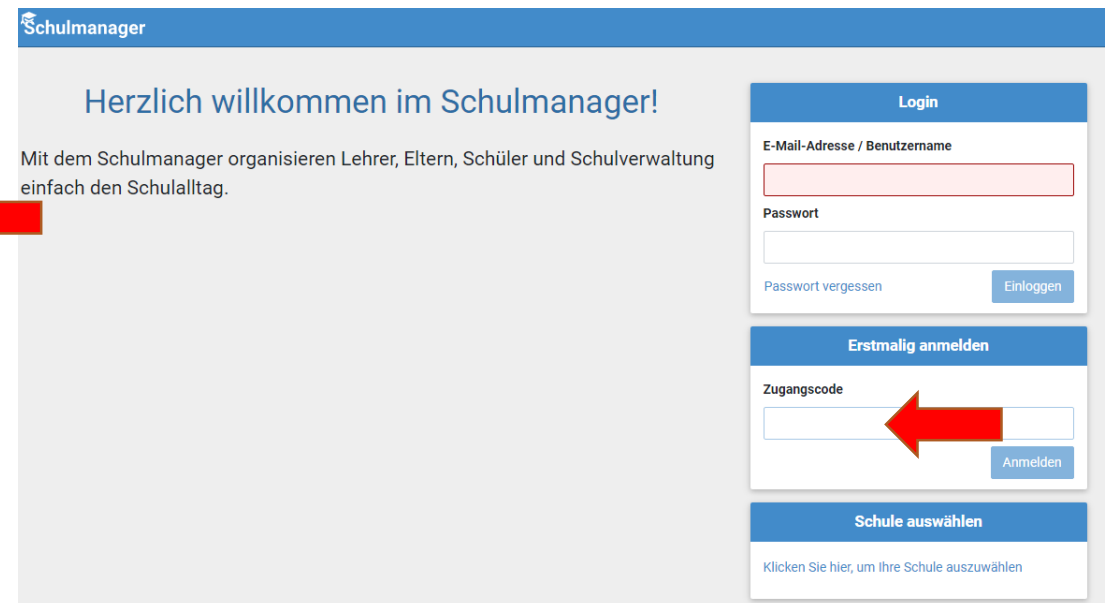 Schulmanager
Herzlich willkommen im Schulmanager!
Mit dem Schulmanager organisieren Lehrer, Eltern, Schüler und Schulverwaltung
einfach den Schulalltag.
Login
E-Mail-Adresse / Benutzername
Passwort
Passwort vergessen
Einloggen
Erstmalig anmelden
Zugangscode
Anmelden
Schule auswählen
Klicken Sie hier, um Ihre Schule auszuwählen